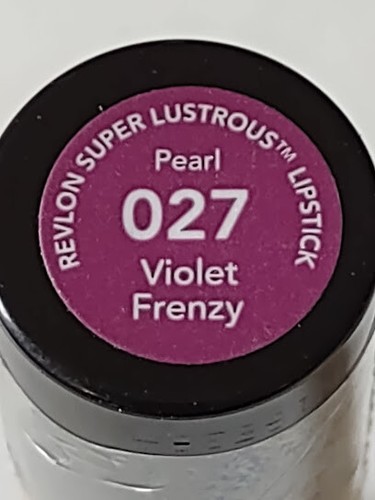 REVLON SUPER LUSTROUS™ LIPSTICK
Pearl
027
Violet
Frenzy